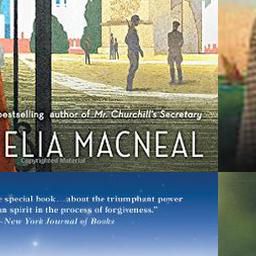 bestselling author of Mr. Churchill's Secretary
ELIA MACNEAL
Copyrighted Material
e special book…about the triumphant power
an spirit in the process of forgiveness."
–New York Journal of Books